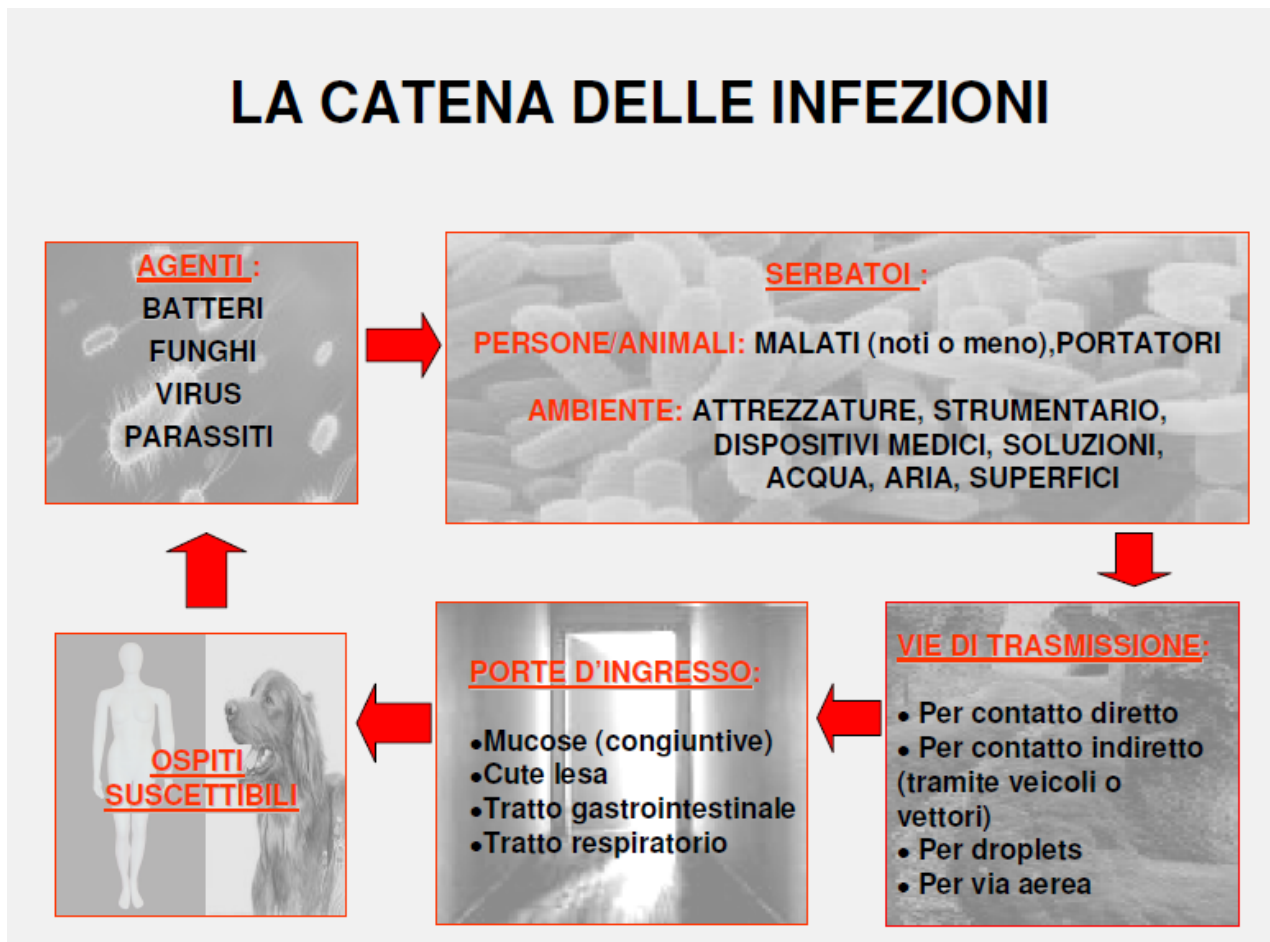 LA CATENA DELLE INFEZIONI
AGENTI :
BATTERI
FUNGHI
VIRUS
PARASSITI
SERBATOI :
PERSONE/ANIMALI: MALATI (noti o meno),PORTATORI
AMBIENTE: ATTREZZATURE, STRUMENTARIO,
DISPOSITIVI MEDICI, SOLUZIONI,
ACQUA, ARIA, SUPERFICI
VIE DI TRASMISSIONE:
• Per contatto diretto
• Per contatto indiretto
(tramite veicoli o
vettori)
• Per droplets
• Per via aerea
PORTE D'INGRESSO:
•Mucose (congiuntive)
•Cute lesa
•Tratto gastrointestinale
•Tratto respiratorio
OSPITI
SUSCETTIBILI